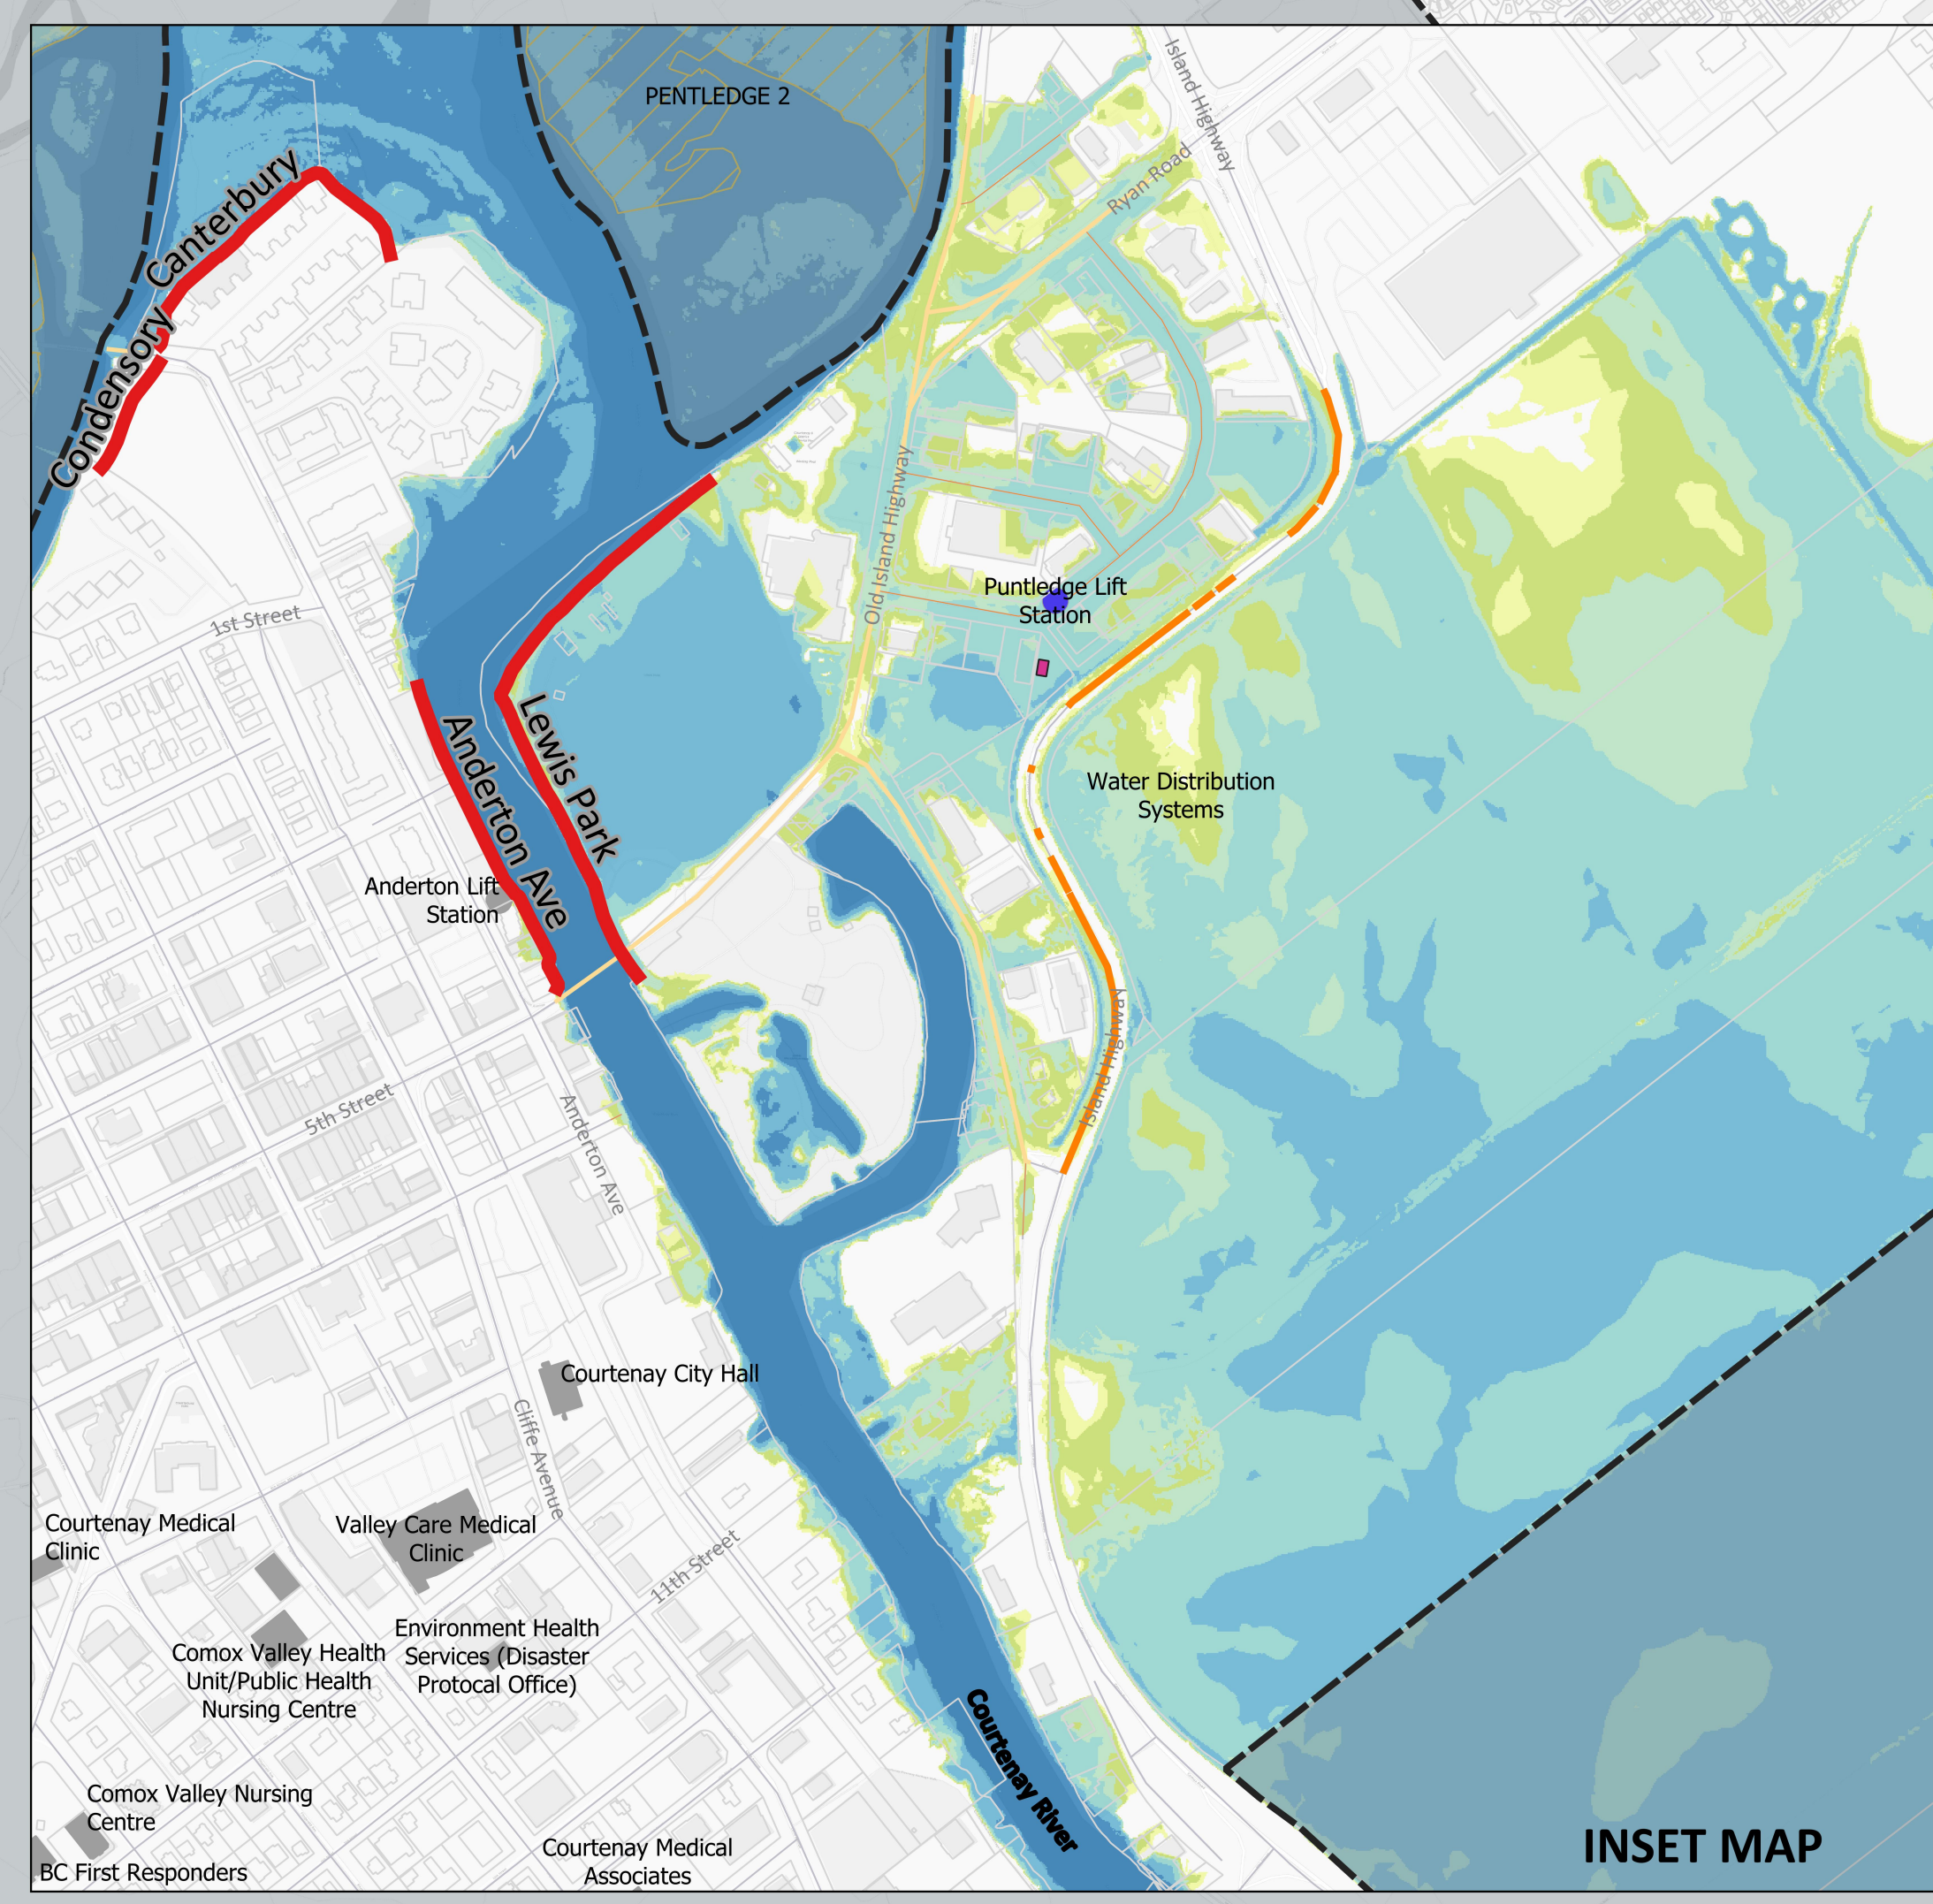 PENTLEDGE 2
Island Highway
Ryan Road
Canterbury
Condensory
Old Island Highway
Puntledge Lift
Station
1st Street
Lewis Park
Anderton Ave
Water Distribution
Systems
Anderton Lift
Station
Island Highway
5th Street
Anderton Ave
Courtenay City Hall
Cliffe Avenue
Courtenay Medical
Clinic
Valley Care Medical
Clinic
11th Street
Environment Health
Services (Disaster
Protocal Office)
Comox Valley Health
Unit/Public Health
Nursing Centre
Courtenay River
Comox Valley Nursing
Centre
Courtenay Medical
Associates
BC First Responders
INSET MAP